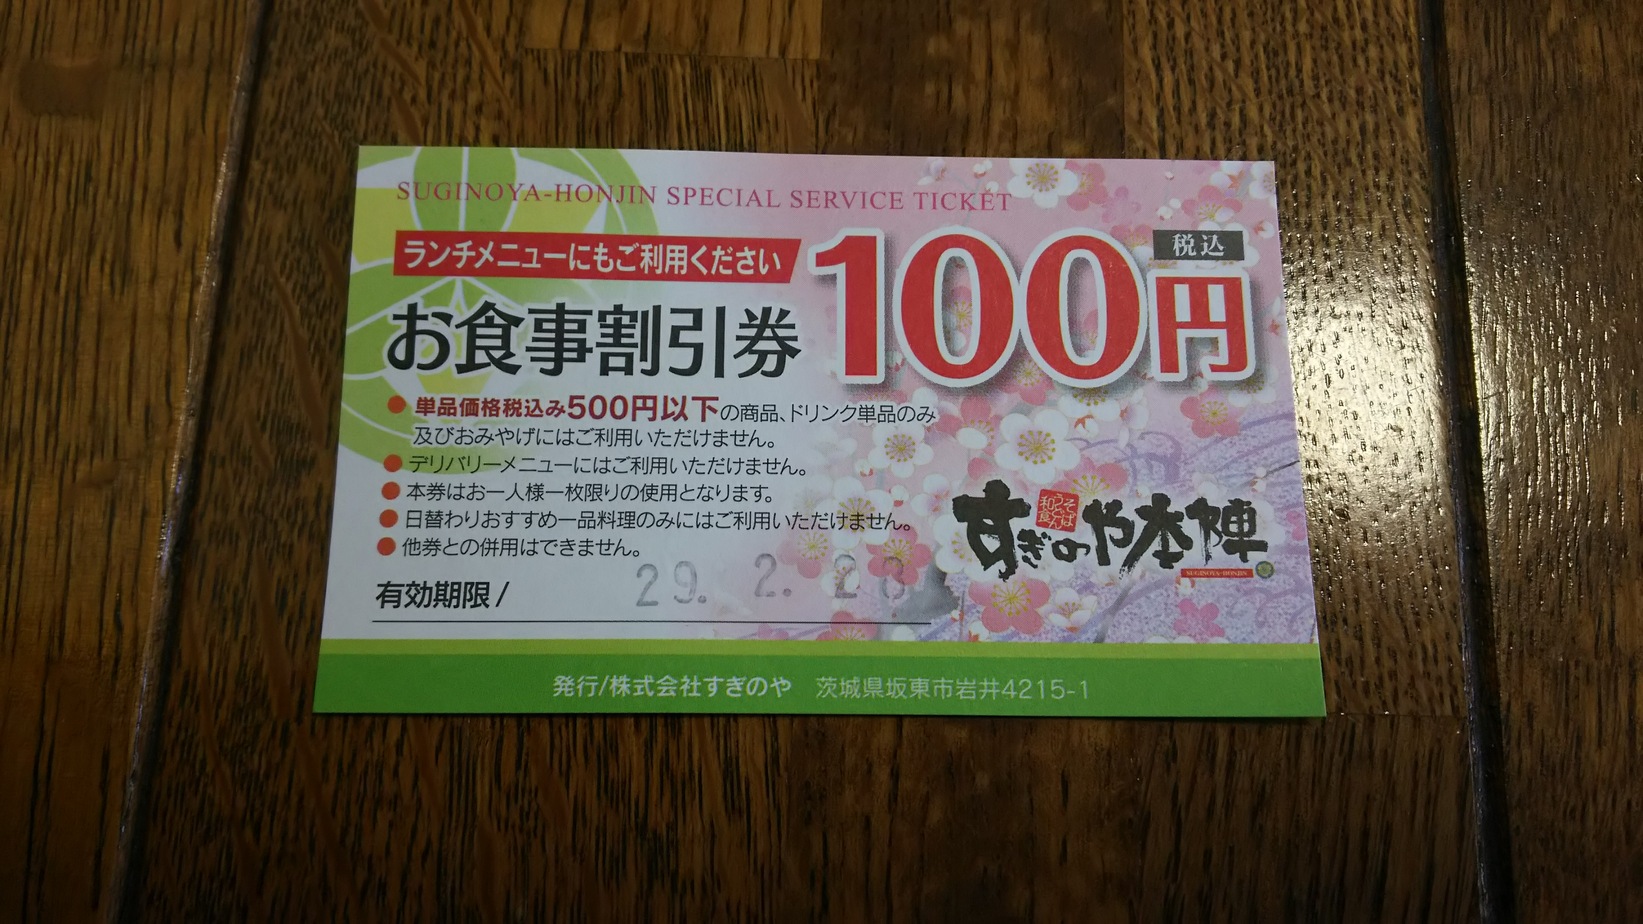 SUGINOYA-HONJIN SPECIAL SERVICE TICKET
ランチメニューにもご利用ください
お食事割引券
100円
税込
● 単品価格税込み500円以下の商品、ドリンク単品のみ
及びおみやげにはご利用いただけません。
● デリバリーメニューにはご利用いただけません。
● 本券はお一人様一枚限りの使用となります。
● 日替わりおすすめ一品料理のみにはご利用いただけません。
● 他券との併用はできません。
そば
うどん
和食
すぎのや本陣
SUGINOYA-HONJIN
有効期限/ 29. 2. 28
発行/株式会社すぎのや 茨城県坂東市岩井4215-1